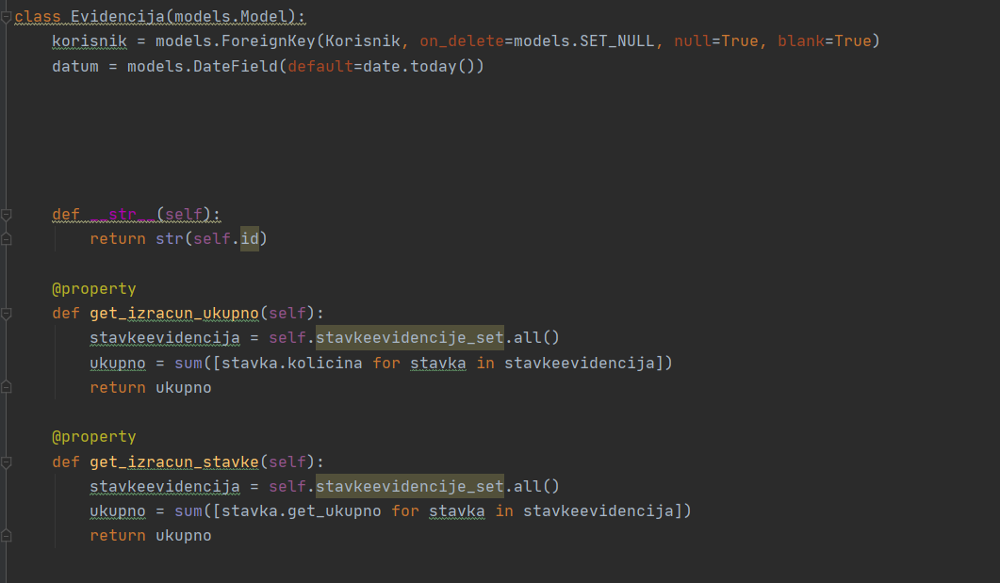 class Evidencija(models.Model):
    korisnik = models.ForeignKey(Korisnik, on_delete=models.SET_NULL, null=True, blank=True)
    datum = models.DateField(default=date.today())
    def __str__(self):
        return str(self.id)
    @property
    def get_izracun_ukupno(self):
        stavkeevidencija = self.stavkeevidencije_set.all()
        ukupno = sum([stavka.kolicina for stavka in stavkeevidencija])
        return ukupno
    @property
    def get_izracun_stavke(self):
        stavkeevidencija = self.stavkeevidencije_set.all()
        ukupno = sum([stavka.get_ukupno for stavka in stavkeevidencija])
        return ukupno